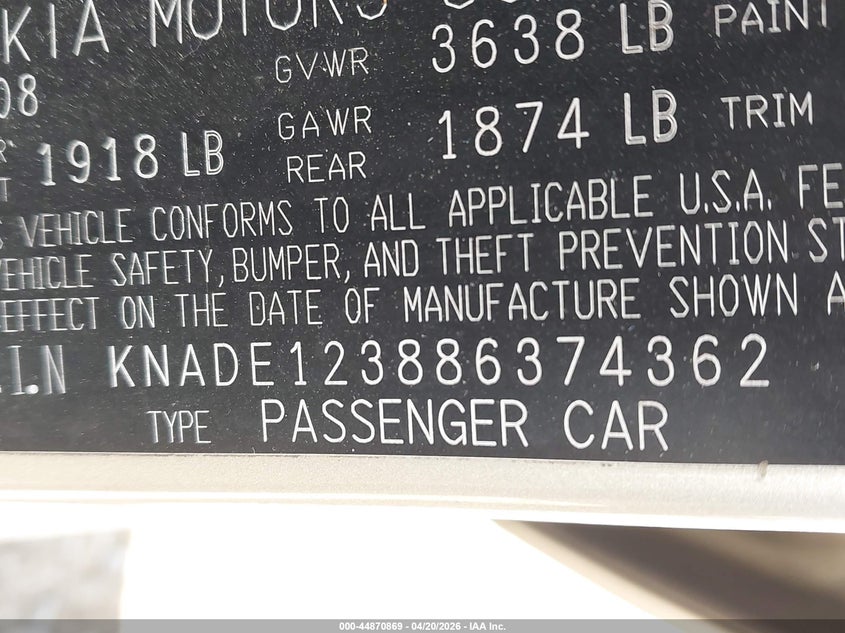 KIA MOTORS CO
08 GVWR 3638 LB PAINT
1918 LB GAWR REAR 1874 LB TRIM
VEHICLE CONFORMS TO ALL APPLICABLE U.S.A. FE
VEHICLE SAFETY, BUMPER, AND THEFT PREVENTION ST
EFFECT ON THE DATE OF MANUFACTURE SHOWN A
V.I.N KNADE123886374362
TYPE PASSENGER CAR
000-44870869 | 04/20/2026 - IAA Inc.